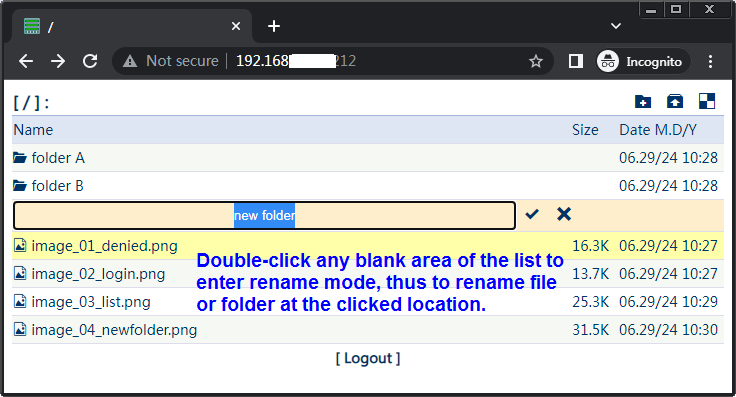 /
Not secure 192.168 212 Incognito
[ / ] :
Name Size Date M.D/Y
folder A 06.29/24 10:28
folder B 06.29/24 10:28
new folder
image_01_denied.png 16.3K 06.29/24 10:27
image_02_login.png 13.7K 06.29/24 10:27
image_03_list.png 25.3K 06.29/24 10:29
image_04_newfolder.png 31.5K 06.29/24 10:30
Double-click any blank area of the list to
enter rename mode, thus to rename file
or folder at the clicked location.
[ Logout ]